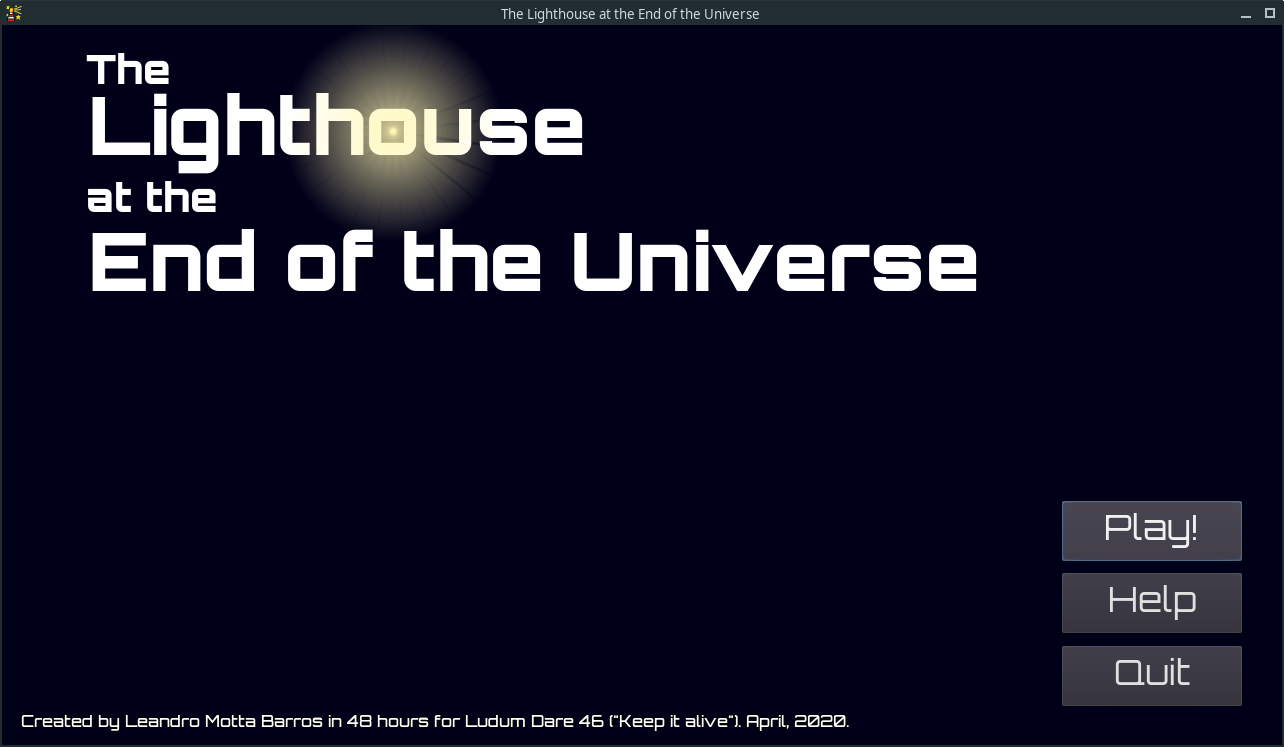 The Lighthouse at the End of the Universe
The
Lighthouse
at the
End of the Universe
Play!
Help
Quit
Created by Leandro Motta Barros in 48 hours for Ludum Dare 46 ("Keep it alive"). April, 2020.